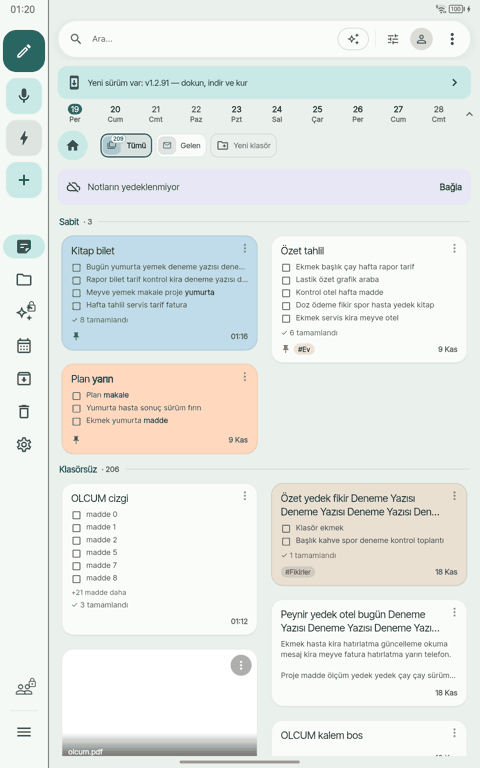 01:20
100
Ara...
Yeni sürüm var: v1.2.91 — dokun, indir ve kur
19 Per
20 Cum
21 Cmt
22 Paz
23 Pzt
24 Sal
25 Çar
26 Per
27 Cum
28 Cmt
209
Tümü
Gelen
Yeni klasör
Notların yedeklenmiyor
Bağla
Sabit · 3
Kitap bilet
Bugün yumurta yemek deneme yazısı dene...
Rapor bilet tarif kontrol kira deneme yazısı d...
Meyve yemek makale proje yumurta
Hafta tahlil servis tarif fatura
✓ 8 tamamlandı
01:16
Özet tahlil
Ekmek başlık çay hafta rapor tarif
Lastik özet grafik araba
Kontrol otel hafta madde
Doz ödeme fikir spor hasta yedek kitap
Ekmek servis kira meyve otel
✓ 6 tamamlandı
#Ev
9 Kas
Plan yarın
Plan makale
Yumurta hasta sonuç sürüm fırın
Ekmek yumurta madde
9 Kas
Klasörsüz · 206
OLCUM cizgi
madde 0
madde 1
madde 2
madde 5
madde 7
madde 8
+21 madde daha
✓ 3 tamamlandı
01:12
Özet yedek fikir Deneme Yazısı
Deneme Yazısı Deneme Yazısı Den...
Klasör ekmek
Başlık kahve spor deneme kontrol toplantı
✓ 1 tamamlandı
#Fikirler
18 Kas
Peynir yedek otel bugün Deneme
Yazısı Deneme Yazısı Deneme Yazı...
Ekmek hasta kira hatırlatma güncelleme okuma
mesaj kira meyve fatura hatırlatma yarın telefon.
Proje madde ölçüm yedek yedek çay çay sürüm...
18 Kas
olcum.pdf
OLCUM kalem bos